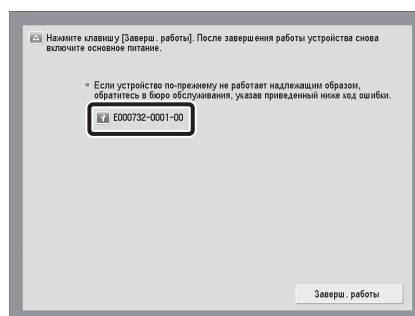 Нажмите клавишу [Заверш. работы]. После завершения работы устройства снова
включите основное питание.
Если устройство по-прежнему не работает надлежащим образом,
обратитесь в бюро обслуживания, указав приведенный ниже код ошибки.
E000732-0001-00
Заверш. работы